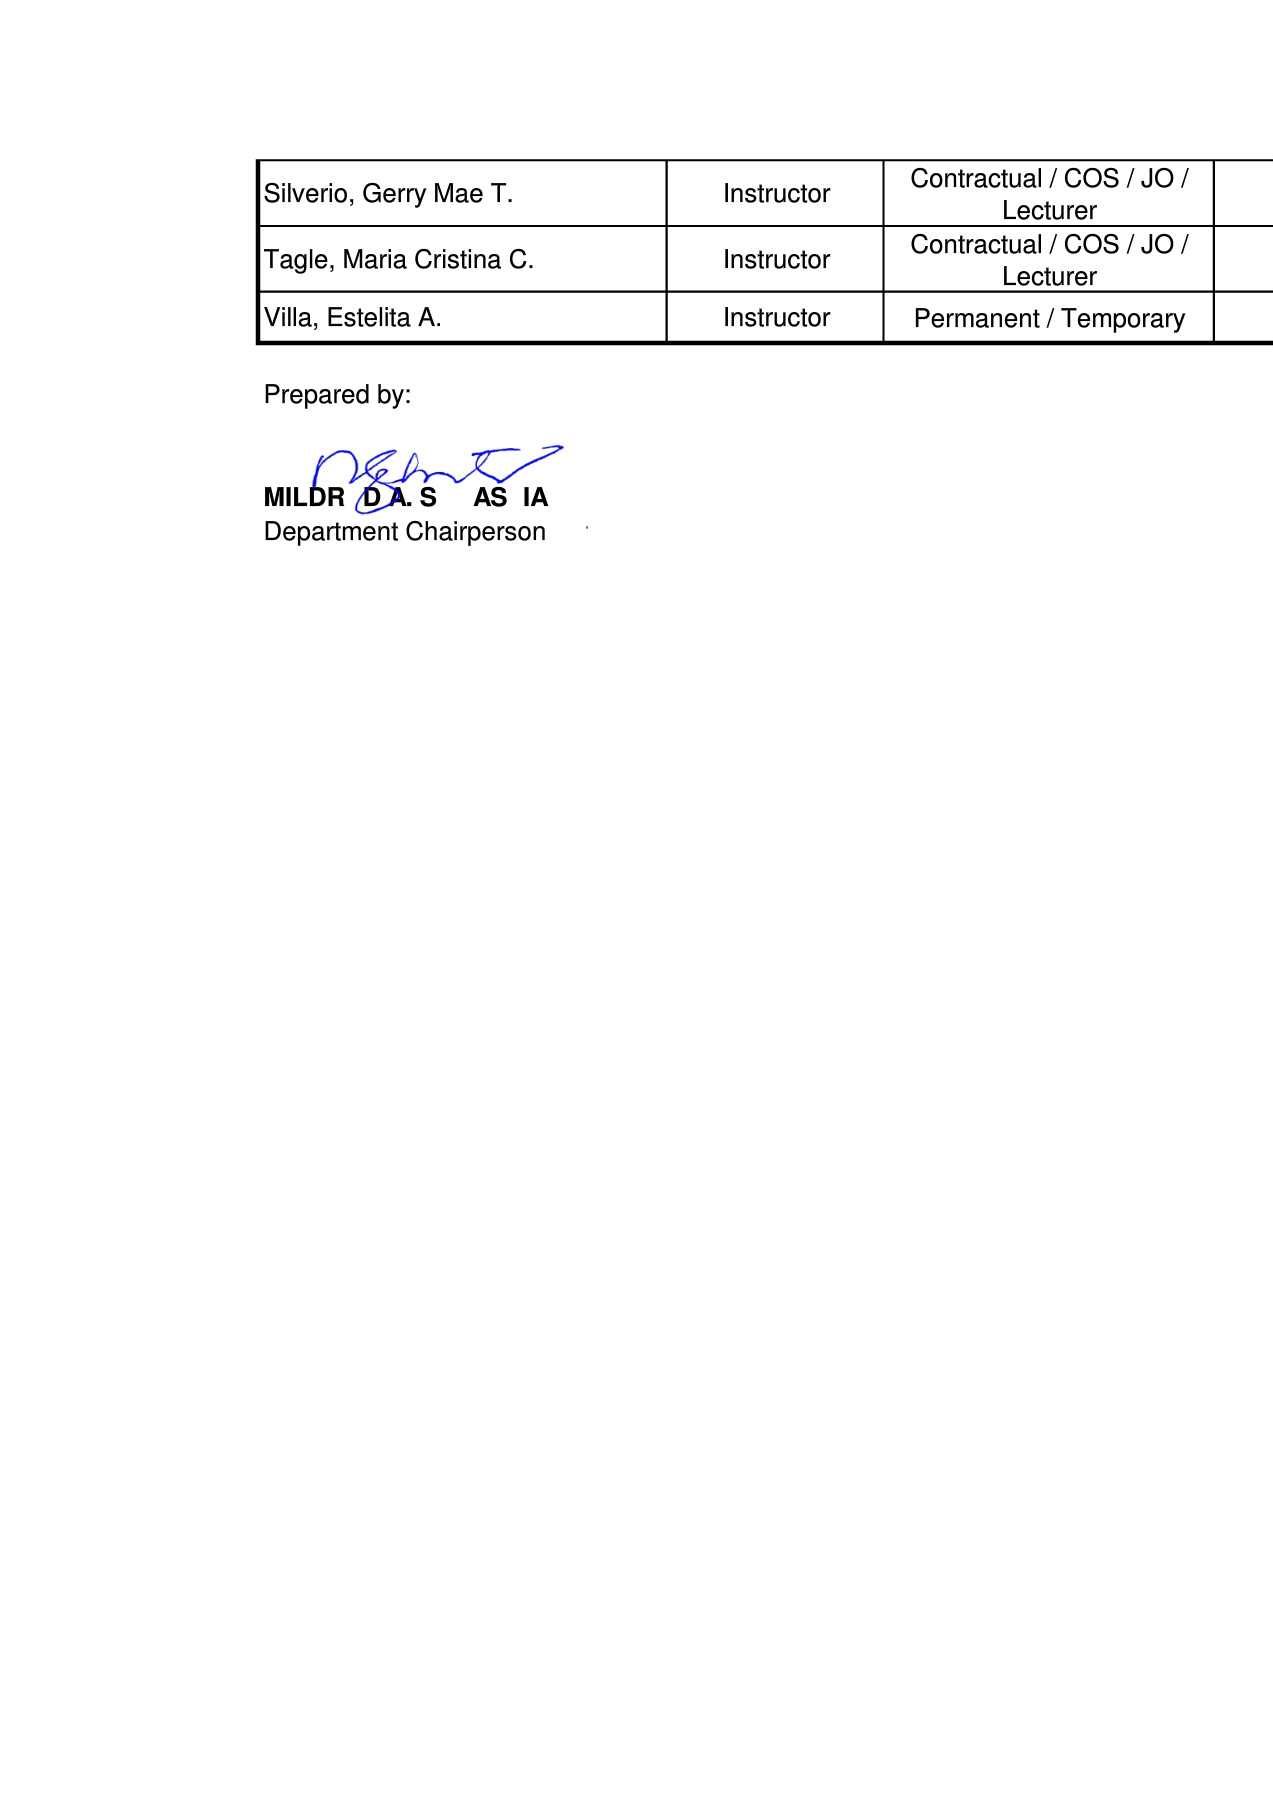 Silverio, Gerry Mae T. Instructor Contractual / COS / JO / Lecturer
Tagle, Maria Cristina C. Instructor Contractual / COS / JO / Lecturer
Villa, Estelita A. Instructor Permanent / Temporary
Prepared by:
MILDR D A. S AS IA
Department Chairperson